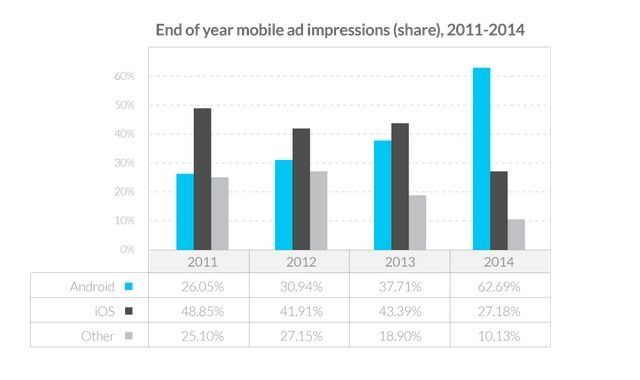 End of year mobile ad impressions (share), 2011-2014
60%
50%
40%
30%
20%
10%
0%
2011 2012 2013 2014
Android 26.05% 30.94% 37.71% 62.69%
iOS 48.85% 41.91% 43.39% 27.18%
Other 25.10% 27.15% 18.90% 10.13%